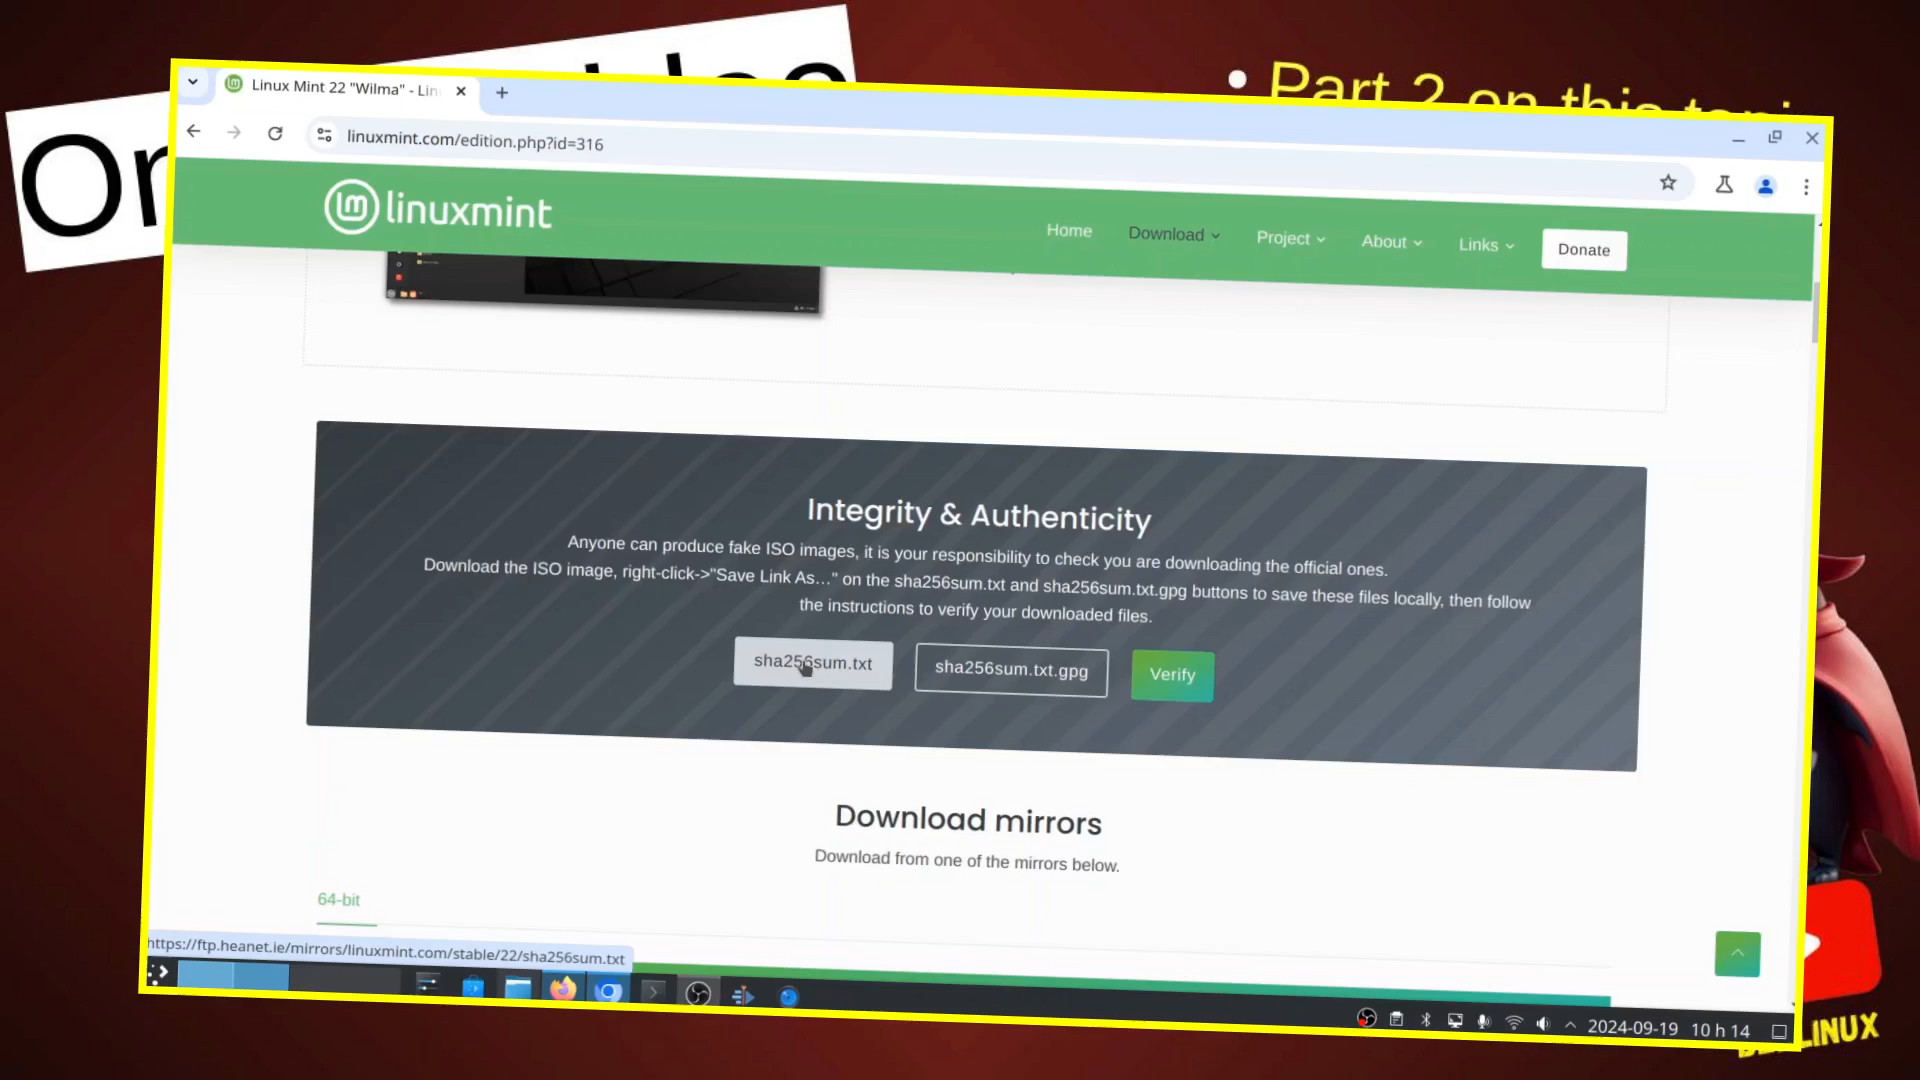 • Part 2 on this topic
Linux Mint 22 "Wilma" - Lin
linuxmint.com/edition.php?id=316
linuxmint
Home
Download
Project
About
Links
Donate
Integrity & Authenticity
Anyone can produce fake ISO images, it is your responsibility to check you are downloading the official ones.
Download the ISO image, right-click->"Save Link As..." on the sha256sum.txt and sha256sum.txt.gpg buttons to save these files locally, then follow
the instructions to verify your downloaded files.
sha256sum.txt
sha256sum.txt.gpg
Verify
Download mirrors
Download from one of the mirrors below.
64-bit
https://ftp.heanet.ie/mirrors/linuxmint.com/stable/22/sha256sum.txt
2024-09-19 10 h 14
LINUX